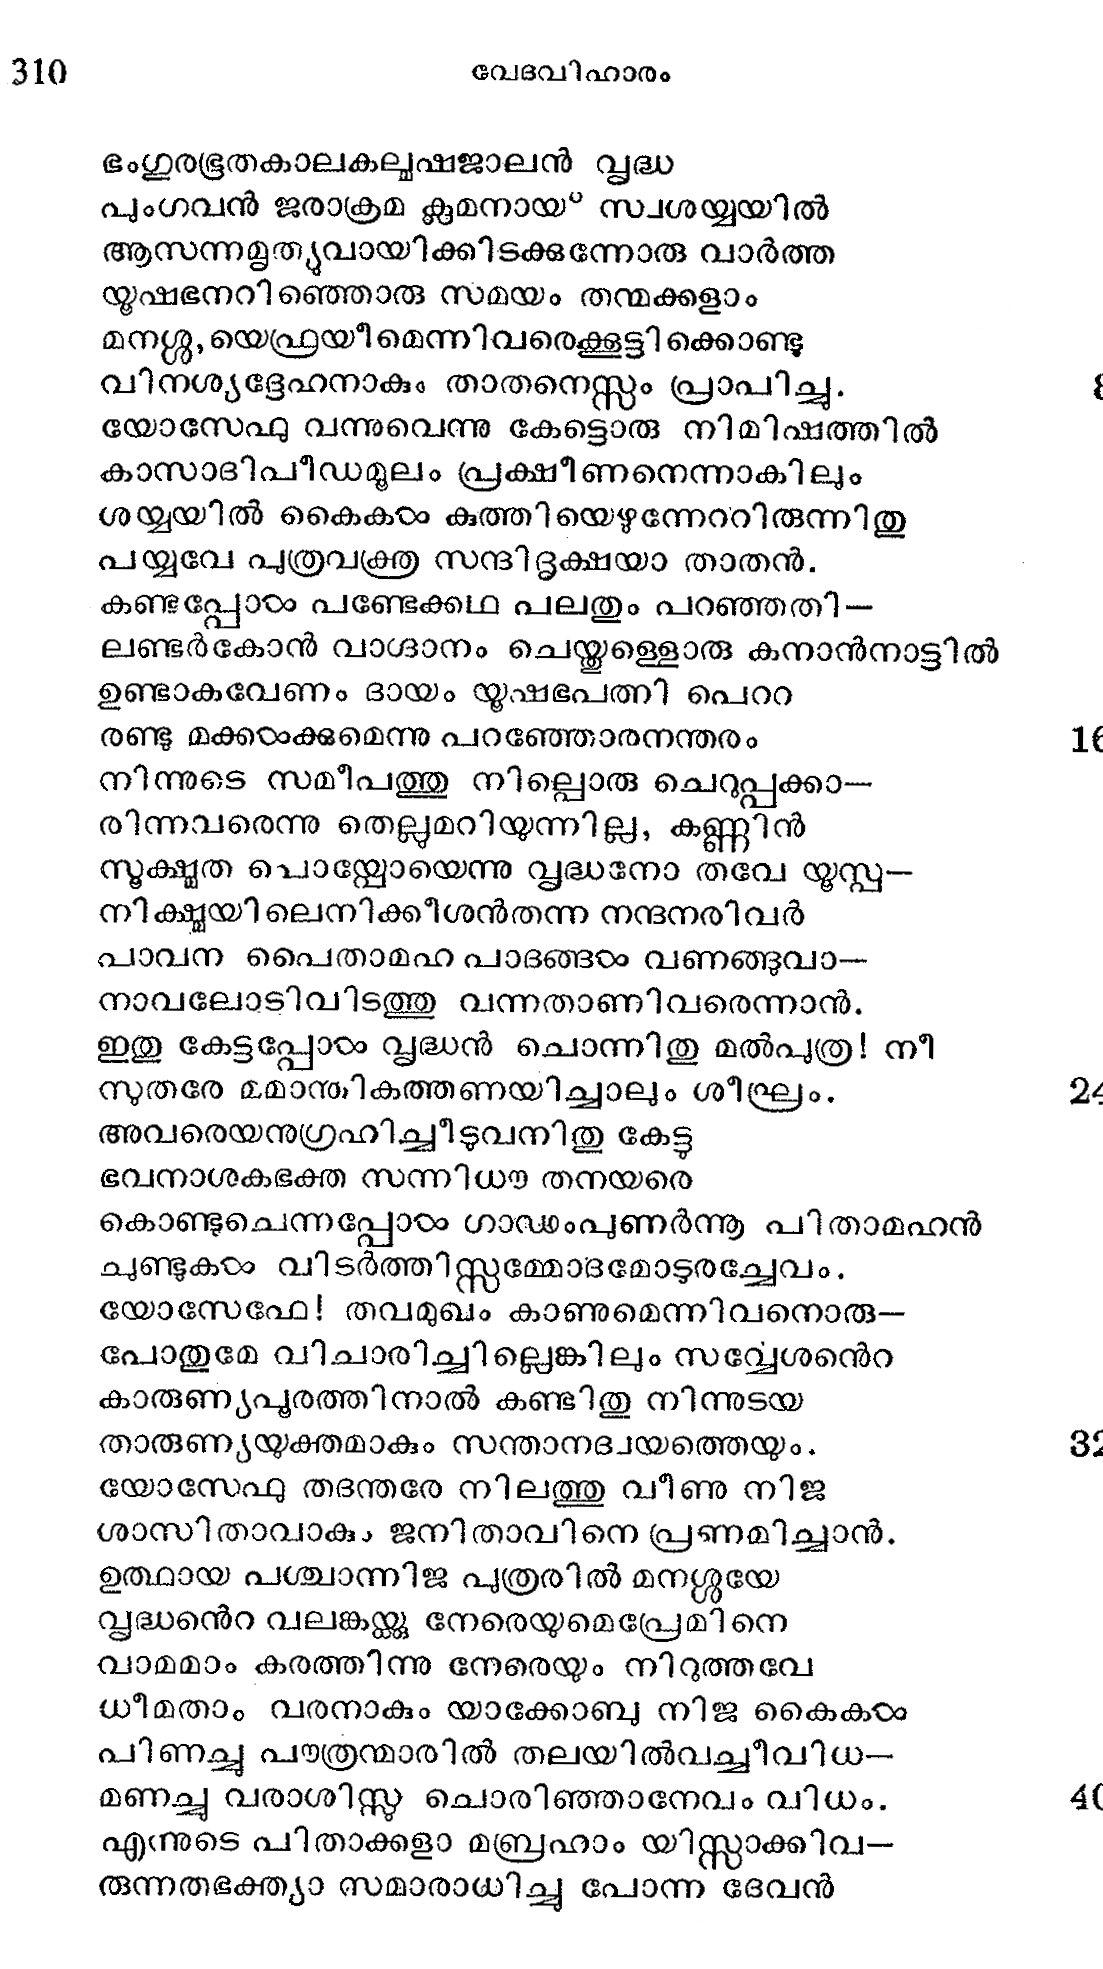 310 വേദവിഹാരം
ഭംഗുരഭൂതകാലകല്മഷജാലൻ വൃദ്ധ
പുംഗവൻ ജരാക്രമ ക്ലമനായ് സ്വശയ്യയിൽ
ആസന്നമൃത്യുവായിക്കിടക്കുന്നോരു വാർത്ത
യൂഷഭനറിഞ്ഞൊരു സമയം തന്മക്കളാം
മനശ്ശ, യെഫ്രയീമെന്നിവരെക്കൂട്ടിക്കൊണ്ടു
വിനശ്യദ്ദേഹനാകും താതനെസ്സം പ്രാപിച്ചു. 8
യോസേഫു വന്നുവെന്നു കേട്ടൊരു നിമിഷത്തിൽ
കാസാദിപീഡമൂലം പ്രക്ഷീണനെന്നാകിലും
ശയ്യയിൽ കൈകൾ കുത്തിയെഴുന്നേററിരുന്നിതു
പയ്യവേ പുത്രവക്ത്ര സന്ദിദൃക്ഷയാ താതൻ.
കണ്ടപ്പോൾ പണ്ടേക്കഥ പലതും പറഞ്ഞതി—
ലണ്ടർകോൻ വാഗ്ദാനം ചെയ്തുള്ളൊരു കനാൻനാട്ടിൽ
ഉണ്ടാകവേണം ദായം യൂഷഭപത്നി പെററ
രണ്ടു മക്കൾക്കുമെന്നു പറഞ്ഞോരനന്തരം 16
നിന്നുടെ സമീപത്തു നില്പൊരു ചെറുപ്പക്കാ—
രിന്നവരെന്നു തെല്ലുമറിയുന്നില്ല, കണ്ണിൻ
സൂക്ഷ്മത പൊയ്പോയെന്നു വൃദ്ധനോതവേ യൂസ്പ—
നിക്ഷ്മയിലെനിക്കീശൻതന്ന നന്ദനരിവർ
പാവന പൈതാമഹ പാദങ്ങൾ വണങ്ങുവാ—
നാവലോടിവിടത്തു വന്നതാണിവരെന്നാൻ.
ഇതു കേട്ടപ്പോൾ വൃദ്ധൻ ചൊന്നിതു മൽപുത്ര! നീ
സുതരേ മമാന്തികത്തണയിച്ചാലും ശീഘ്രം. 24
അവരെയനുഗ്രഹിച്ചീടുവനിതു കേട്ടു
ഭവനാശകഭക്ത സന്നിധൗ തനയരെ
കൊണ്ടുചെന്നപ്പോൾ ഗാഢംപുണർന്നൂ പിതാമഹൻ
ചുണ്ടുകൾ വിടർത്തിസ്സമ്മോദമോടുരച്ചേവം.
യോസേഫേ! തവമുഖം കാണുമെന്നിവനൊരു—
പോതുമേ വിചാരിച്ചില്ലെങ്കിലും സർവ്വേശൻെറ
കാരുണ്യപൂരത്തിനാൽ കണ്ടിതു നിന്നുടയ
താരുണ്യയുക്തമാകും സന്താനദ്വയത്തെയും. 32
യോസേഫു തദന്തരേ നിലത്തു വീണു നിജ
ശാസിതാവാകും ജനിതാവിനെ പ്രണമിച്ചാൻ.
ഉത്ഥായ പശ്ചാന്നിജ പുത്രരിൽ മനശ്ശയേ
വൃദ്ധൻെറ വലങ്കയ്ക്കു നേരെയുമെപ്രേമിനെ
വാമമാം കരത്തിന്നു നേരെയും നിറുത്തവേ
ധീമതാം വരനാകും യാക്കോബു നിജ കൈകൾ
പിണച്ചു പൗത്രന്മാരിൽ തലയിൽവച്ചീവിധ—
മണച്ചു വരാശിസ്സു ചൊരിഞ്ഞാനേവം വിധം. 40
എന്നുടെ പിതാക്കളാ മബ്രഹാം യിസ്സാക്കിവ—
രുന്നതഭക്ത്യാ സമാരാധിച്ചു പോന്ന ദേവൻ